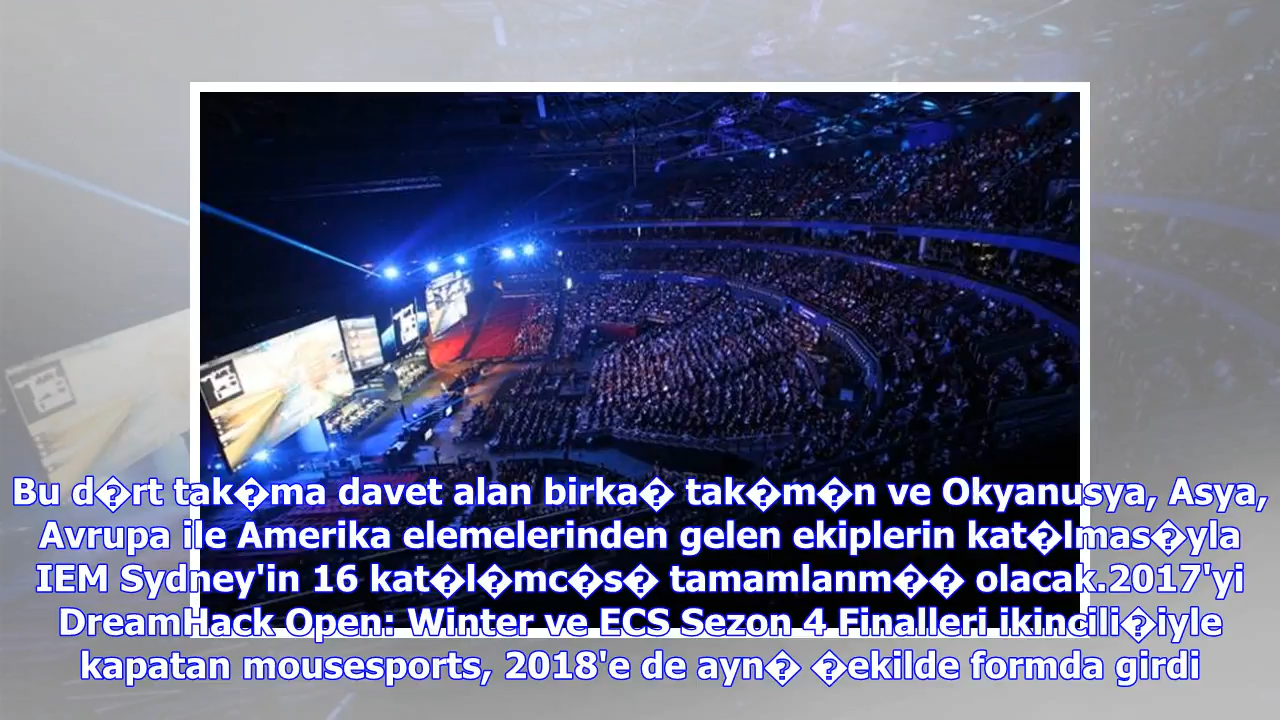 Bu d�rt tak�ma davet alan birka� tak�m�n ve Okyanusya, Asya,
Avrupa ile Amerika elemelerinden gelen ekiplerin kat�lmas�yla
IEM Sydney'in 16 kat�l�mc�s� tamamlanm�� olacak.2017'yi
DreamHack Open: Winter ve ECS Sezon 4 Finalleri ikincili�iyle
kapatan mousesports, 2018'e de ayn� �ekilde formda girdi